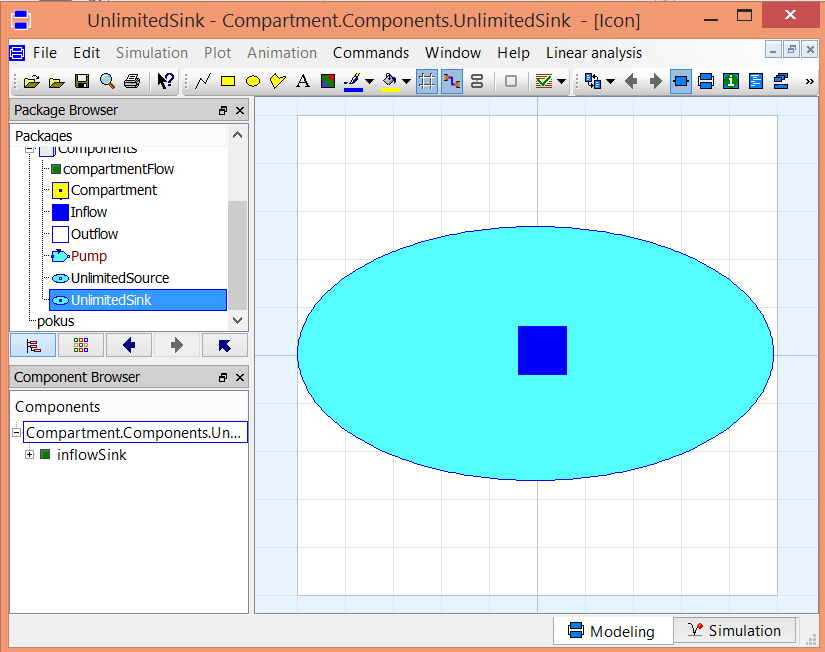 UnlimitedSink - Compartment.Components.UnlimitedSink - [Icon]
File Edit Simulation Plot Animation Commands Window Help Linear analysis
Package Browser
Packages
Components
compartmentFlow
Compartment
Inflow
Outflow
Pump
UnlimitedSource
UnlimitedSink
pokus
Component Browser
Components
Compartment.Components.Un...
inflowSink
Modeling Simulation